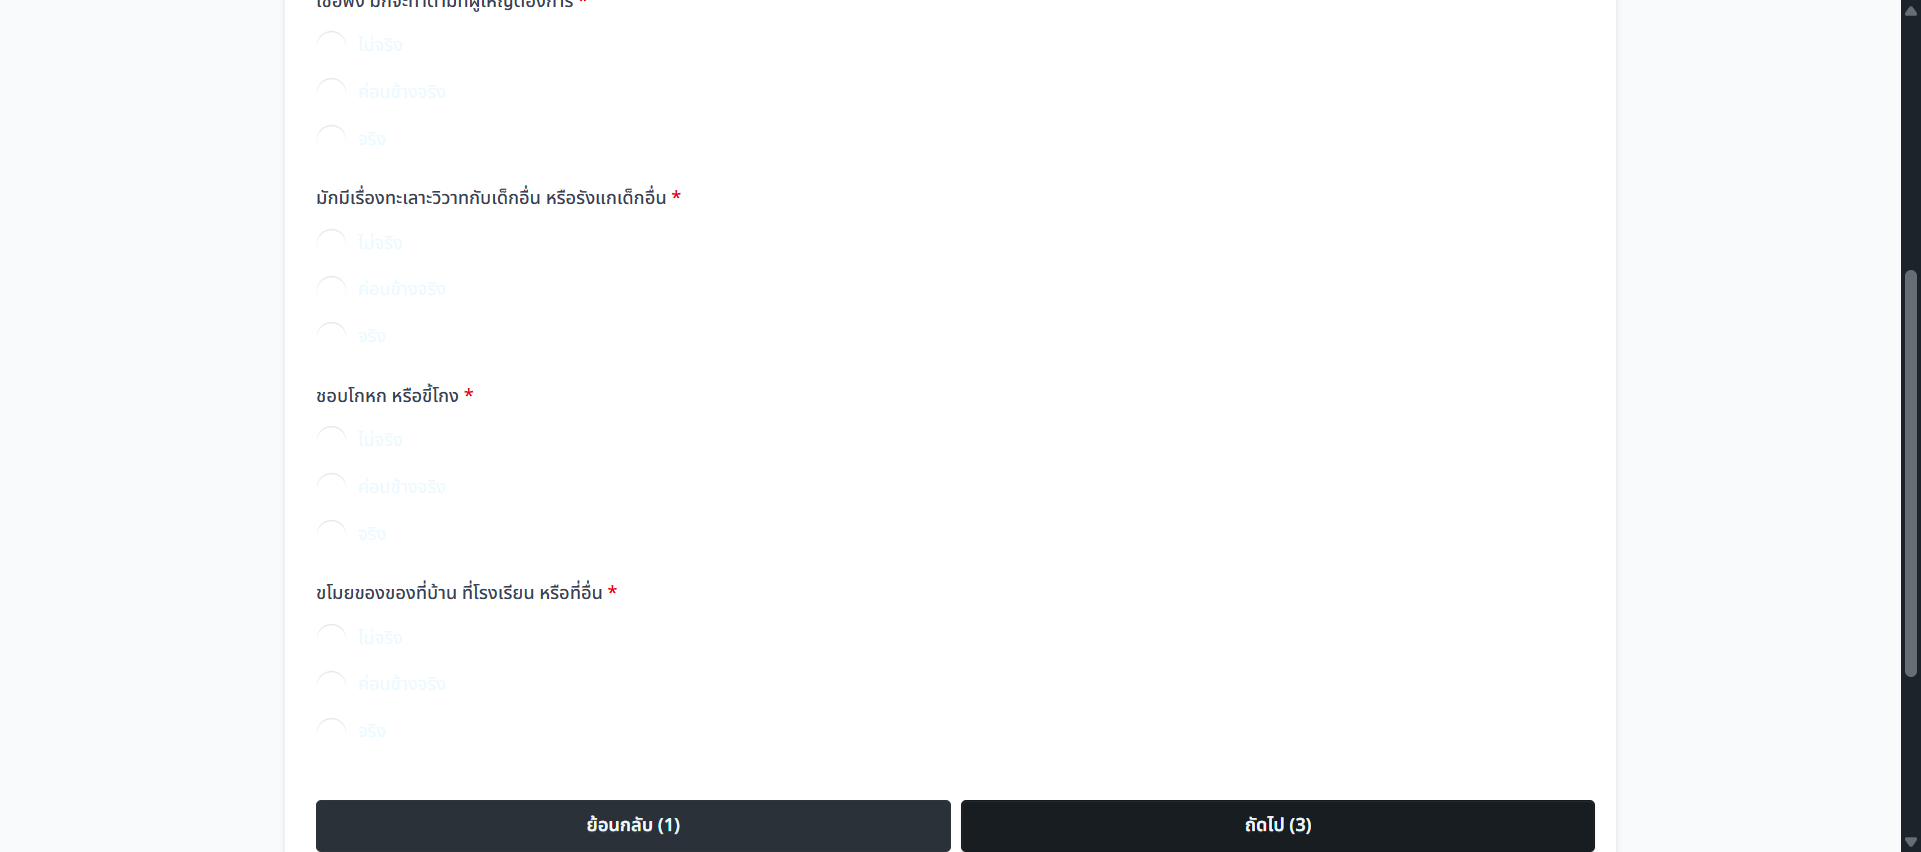 เชื่อฟัง มักจะทำตามที่ผู้ใหญ่ต้องการ *
ไม่จริง
ค่อนข้างจริง
จริง
มักมีเรื่องทะเลาะวิวาทกับเด็กอื่น หรือรังแกเด็กอื่น *
ไม่จริง
ค่อนข้างจริง
จริง
ชอบโกหก หรือขี้โกง *
ไม่จริง
ค่อนข้างจริง
จริง
ขโมยของของที่บ้าน ที่โรงเรียน หรือที่อื่น *
ไม่จริง
ค่อนข้างจริง
จริง
ย้อนกลับ (1)
ถัดไป (3)